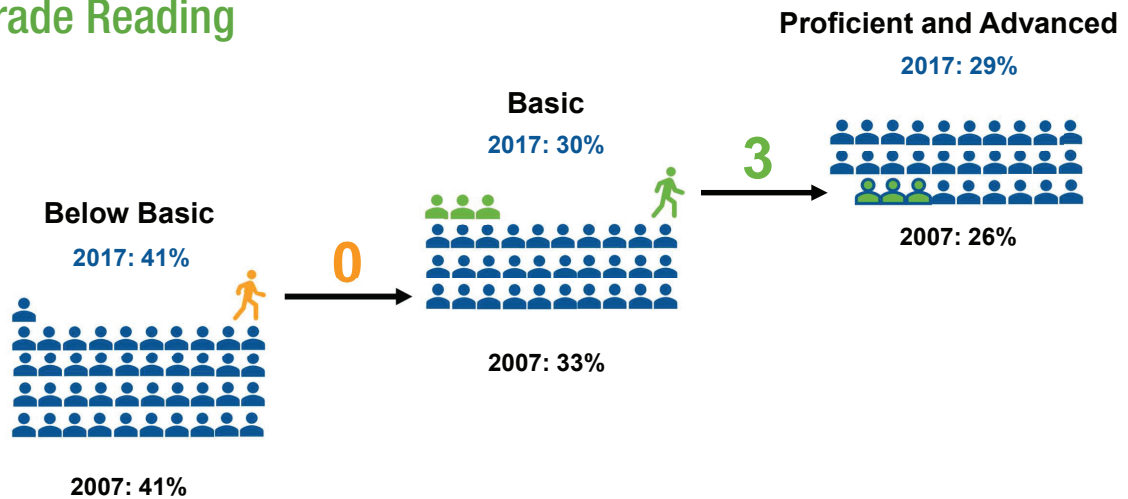 rade Reading
Proficient and Advanced
2017: 29%
Basic
2017: 30%
3
2007: 26%
Below Basic
2017: 41%
0
2007: 33%
2007: 41%